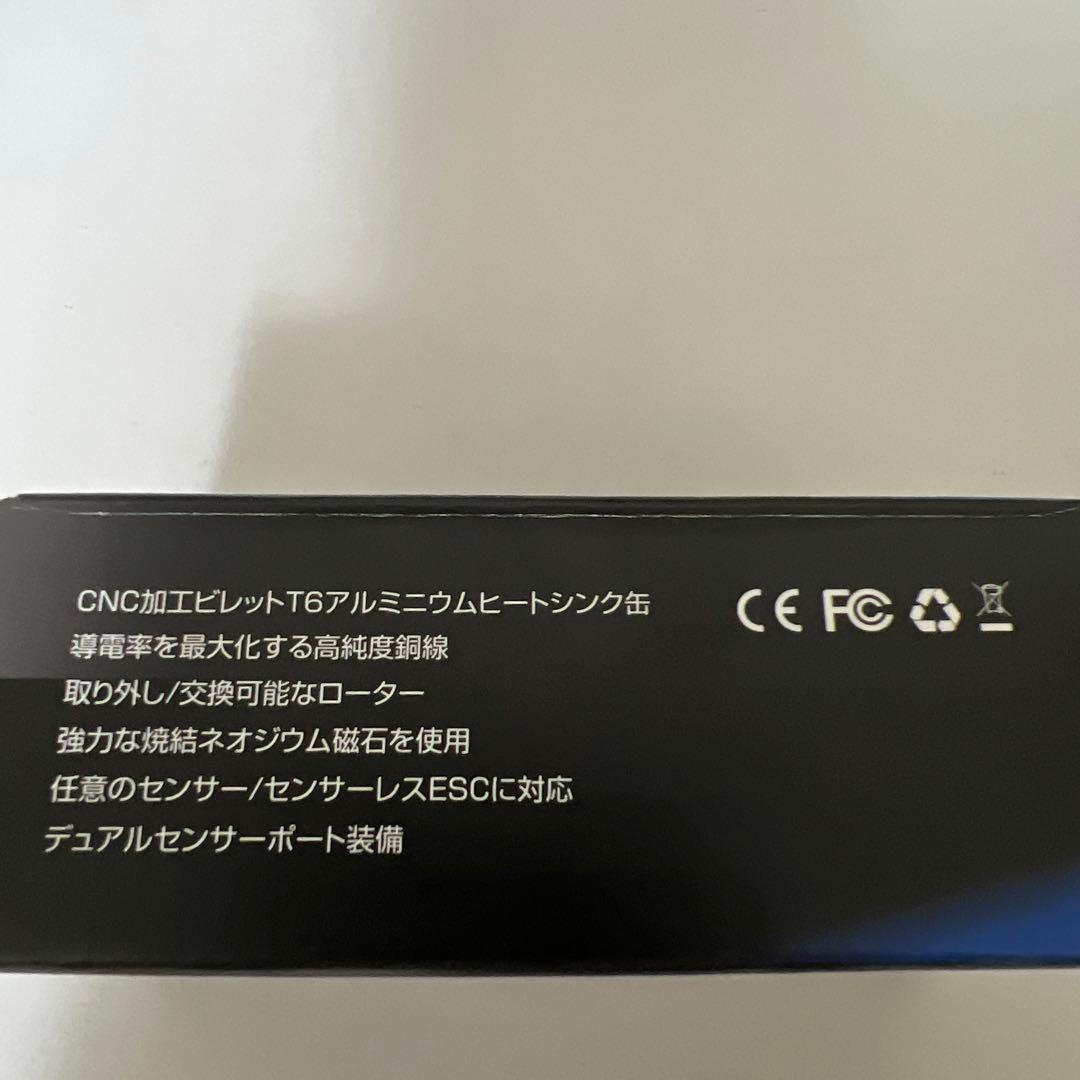 CNC加工ビレットT6アルミニウムヒートシンク缶
導電率を最大化する高純度銅線
取り外し/交換可能なローター
強力な焼結ネオジウム磁石を使用
任意のセンサー/センサーレスESCに対応
デュアルセンサーポート装備
CE FC